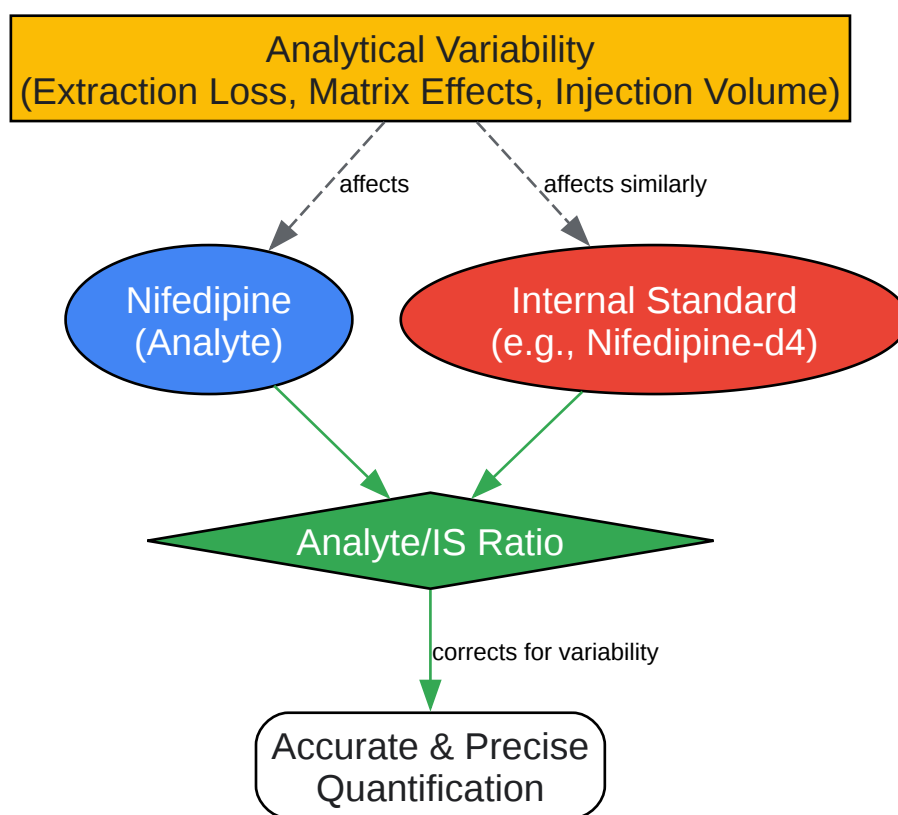 Analytical Variability
(Extraction Loss, Matrix Effects, Injection Volume)
affects
affects similarly
Nifedipine
(Analyte)
Internal Standard
(e.g., Nifedipine-d4)
Analyte/IS Ratio
corrects for variability
Accurate & Precise
Quantification